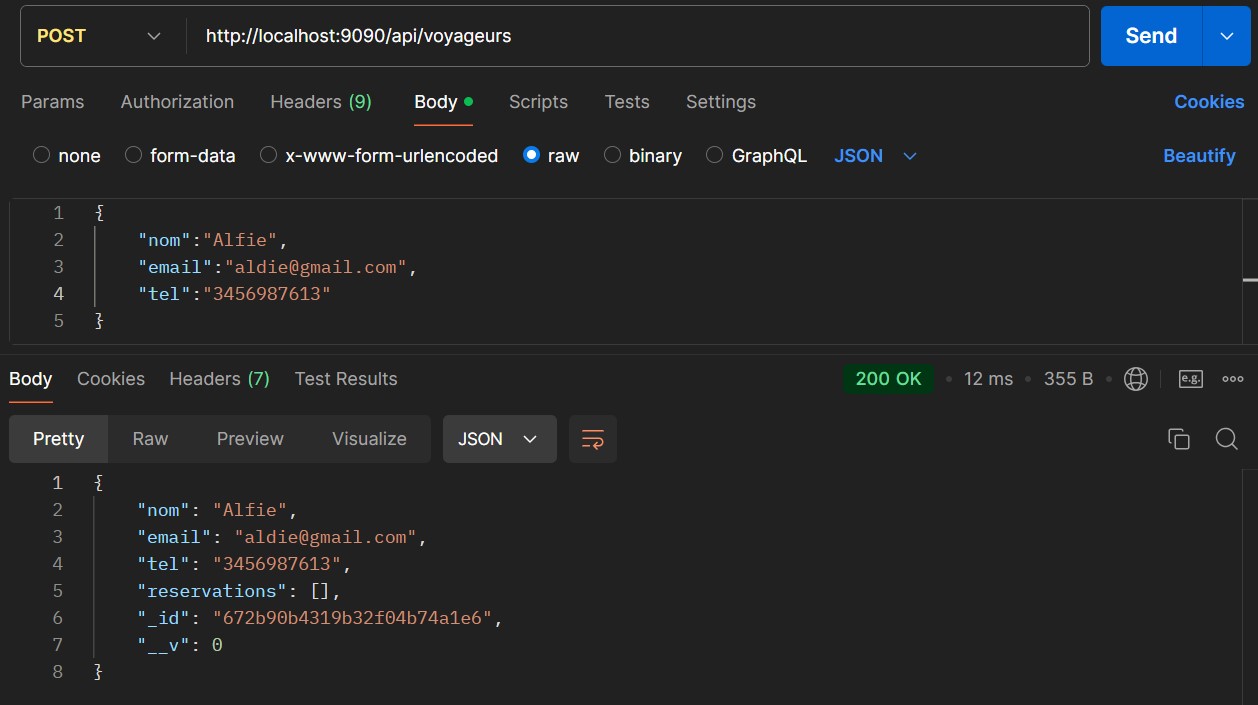 POST http://localhost:9090/api/voyageurs Send
Params Authorization Headers (9) Body Scripts Tests Settings Cookies
none form-data x-www-form-urlencoded raw binary GraphQL JSON Beautify
1 {
2 "nom":"Alfie",
3 "email":"aldie@gmail.com",
4 "tel":"3456987613"
5 }
Body Cookies Headers (7) Test Results 200 OK • 12 ms • 355 B • e.g.
Pretty Raw Preview Visualize JSON
1 {
2 "nom": "Alfie",
3 "email": "aldie@gmail.com",
4 "tel": "3456987613",
5 "reservations": [],
6 "_id": "672b90b4319b32f04b74a1e6",
7 "__v": 0
8 }